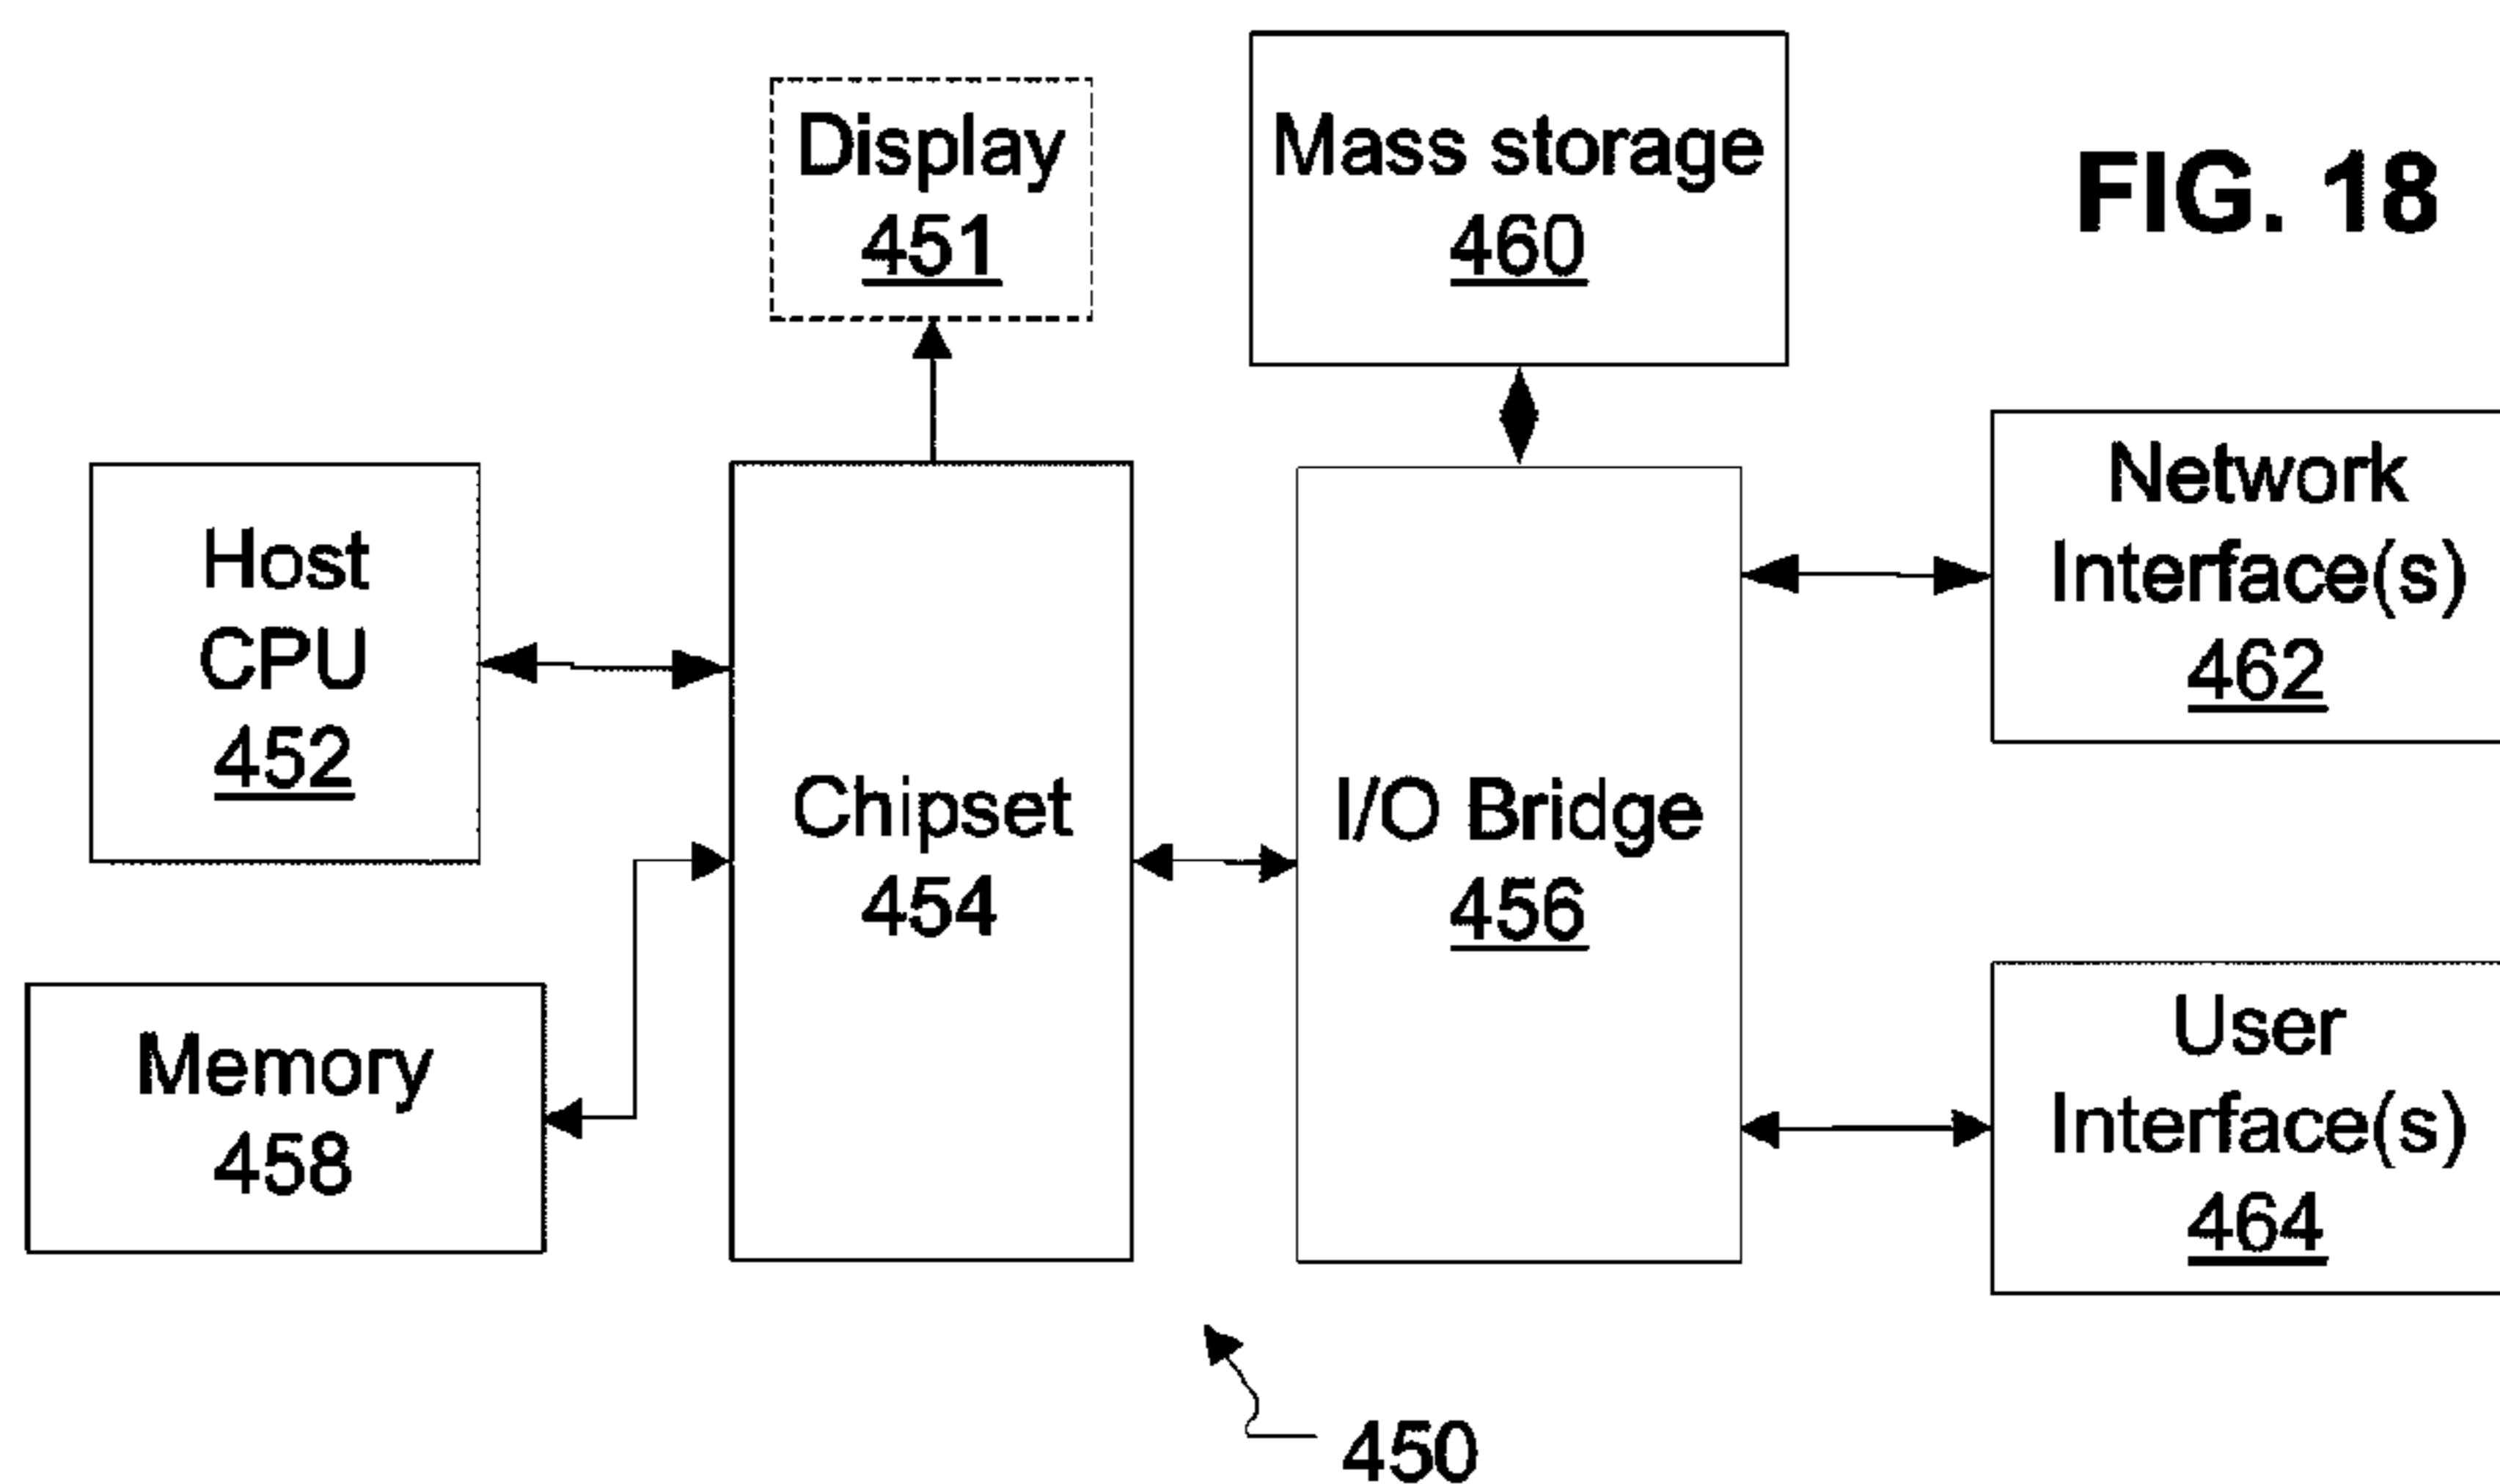 Display
451
Mass storage
460
FIG. 18
Host
CPU
452
Memory
458
Chipset
454
I/O Bridge
456
Network
Interface(s)
462
User
Interface(s)
464
450